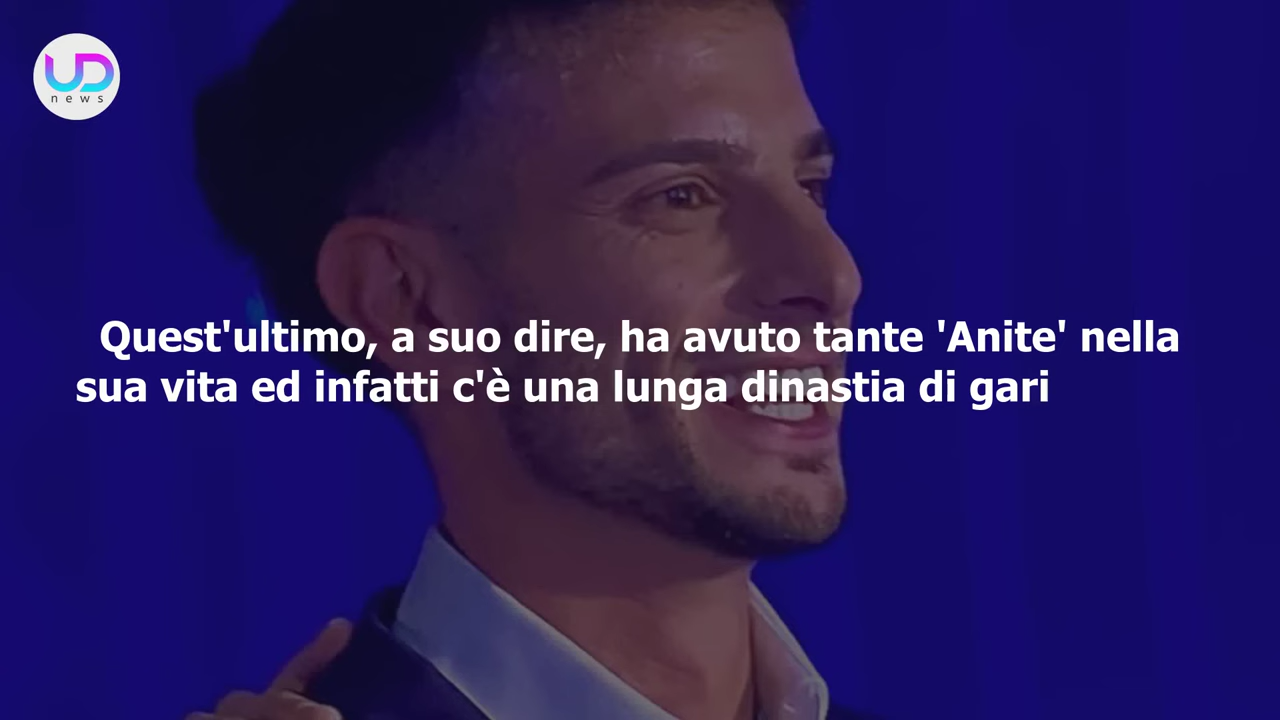 UD
news
Quest'ultimo, a suo dire, ha avuto tante 'Anite' nella
sua vita ed infatti c'è una lunga dinastia di gari